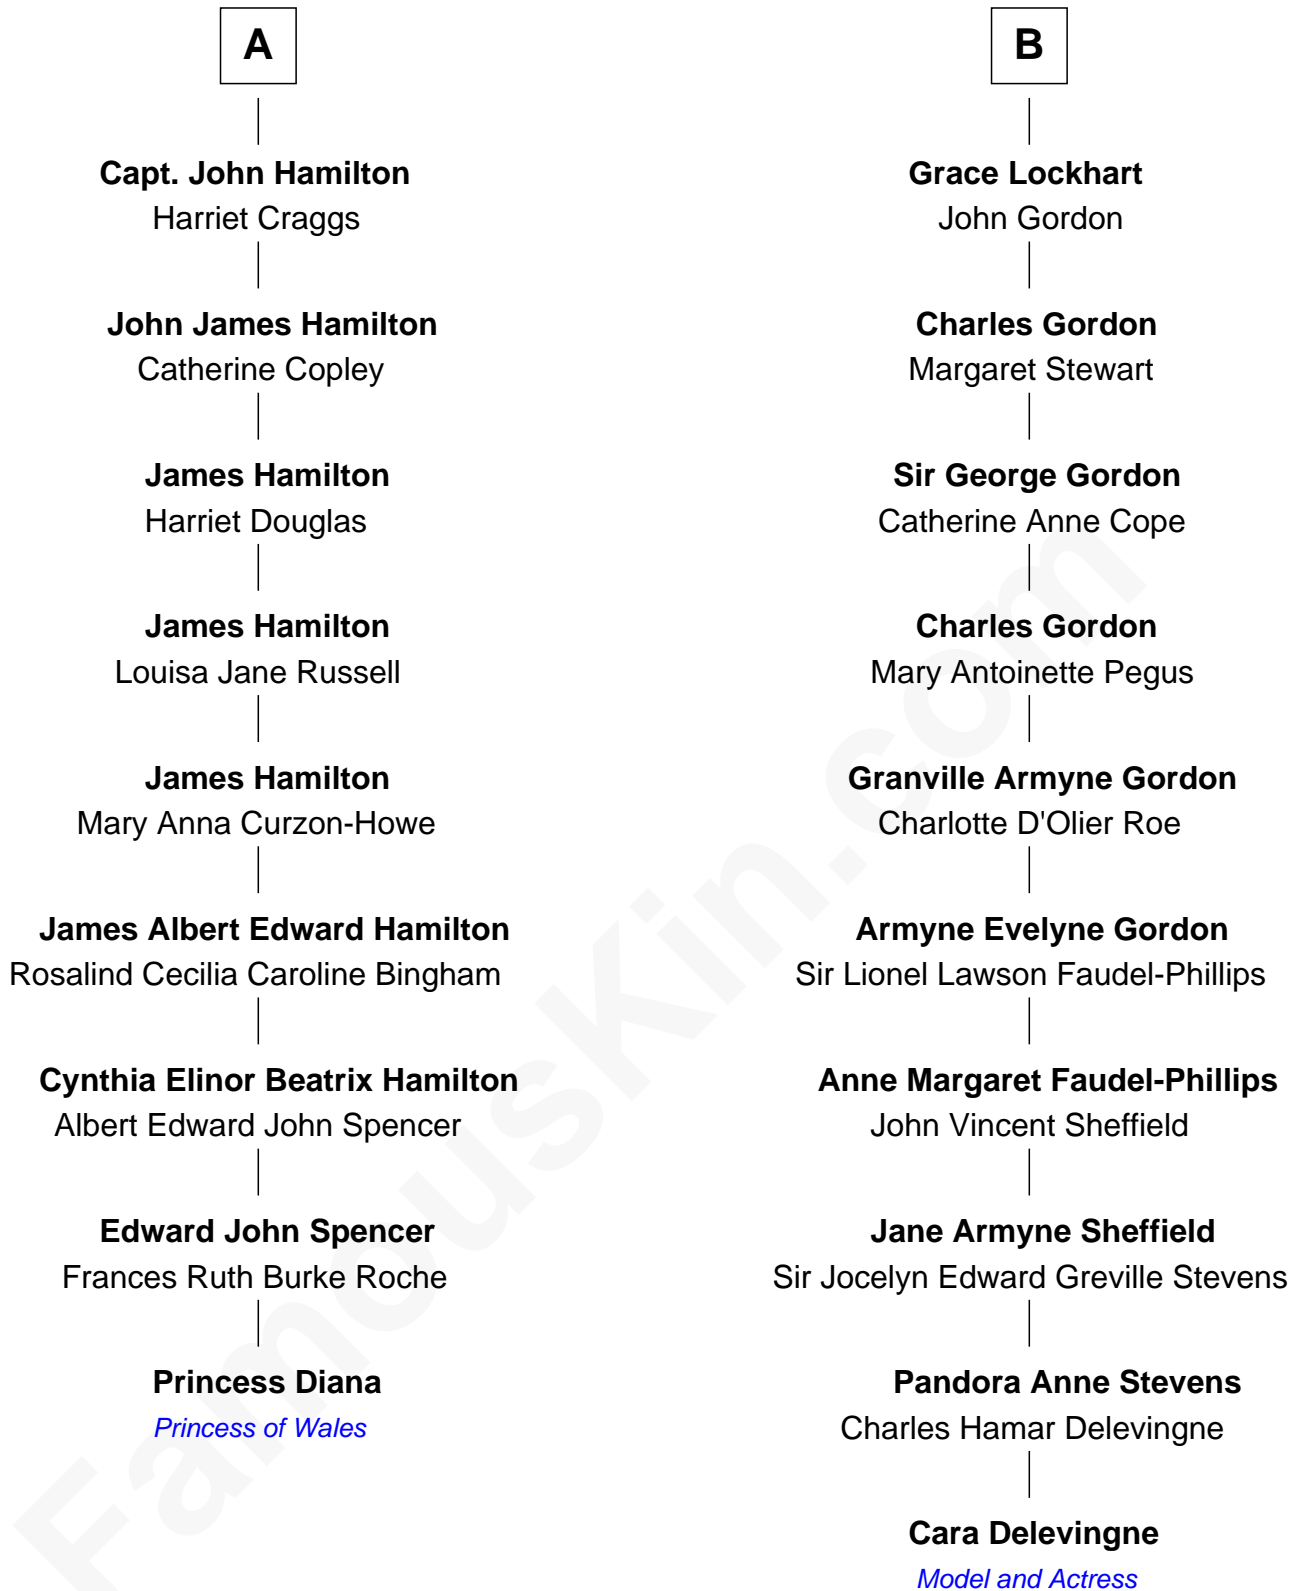 A
Capt. John Hamilton
Harriet Craggs
John James Hamilton
Catherine Copley
James Hamilton
Harriet Douglas
James Hamilton
Louisa Jane Russell
James Hamilton
Mary Anna Curzon-Howe
James Albert Edward Hamilton
Rosalind Cecilia Caroline Bingham
Cynthia Elinor Beatrix Hamilton
Albert Edward John Spencer
Edward John Spencer
Frances Ruth Burke Roche
Princess Diana
Princess of Wales
B
Grace Lockhart
John Gordon
Charles Gordon
Margaret Stewart
Sir George Gordon
Catherine Anne Cope
Charles Gordon
Mary Antoinette Pegus
Granville Armyne Gordon
Charlotte D'Olier Roe
Armyne Evelyne Gordon
Sir Lionel Lawson Faudel-Phillips
Anne Margaret Faudel-Phillips
John Vincent Sheffield
Jane Armyne Sheffield
Sir Jocelyn Edward Greville Stevens
Pandora Anne Stevens
Charles Hamar Delevingne
Cara Delevingne
Model and Actress
FamousKin.com